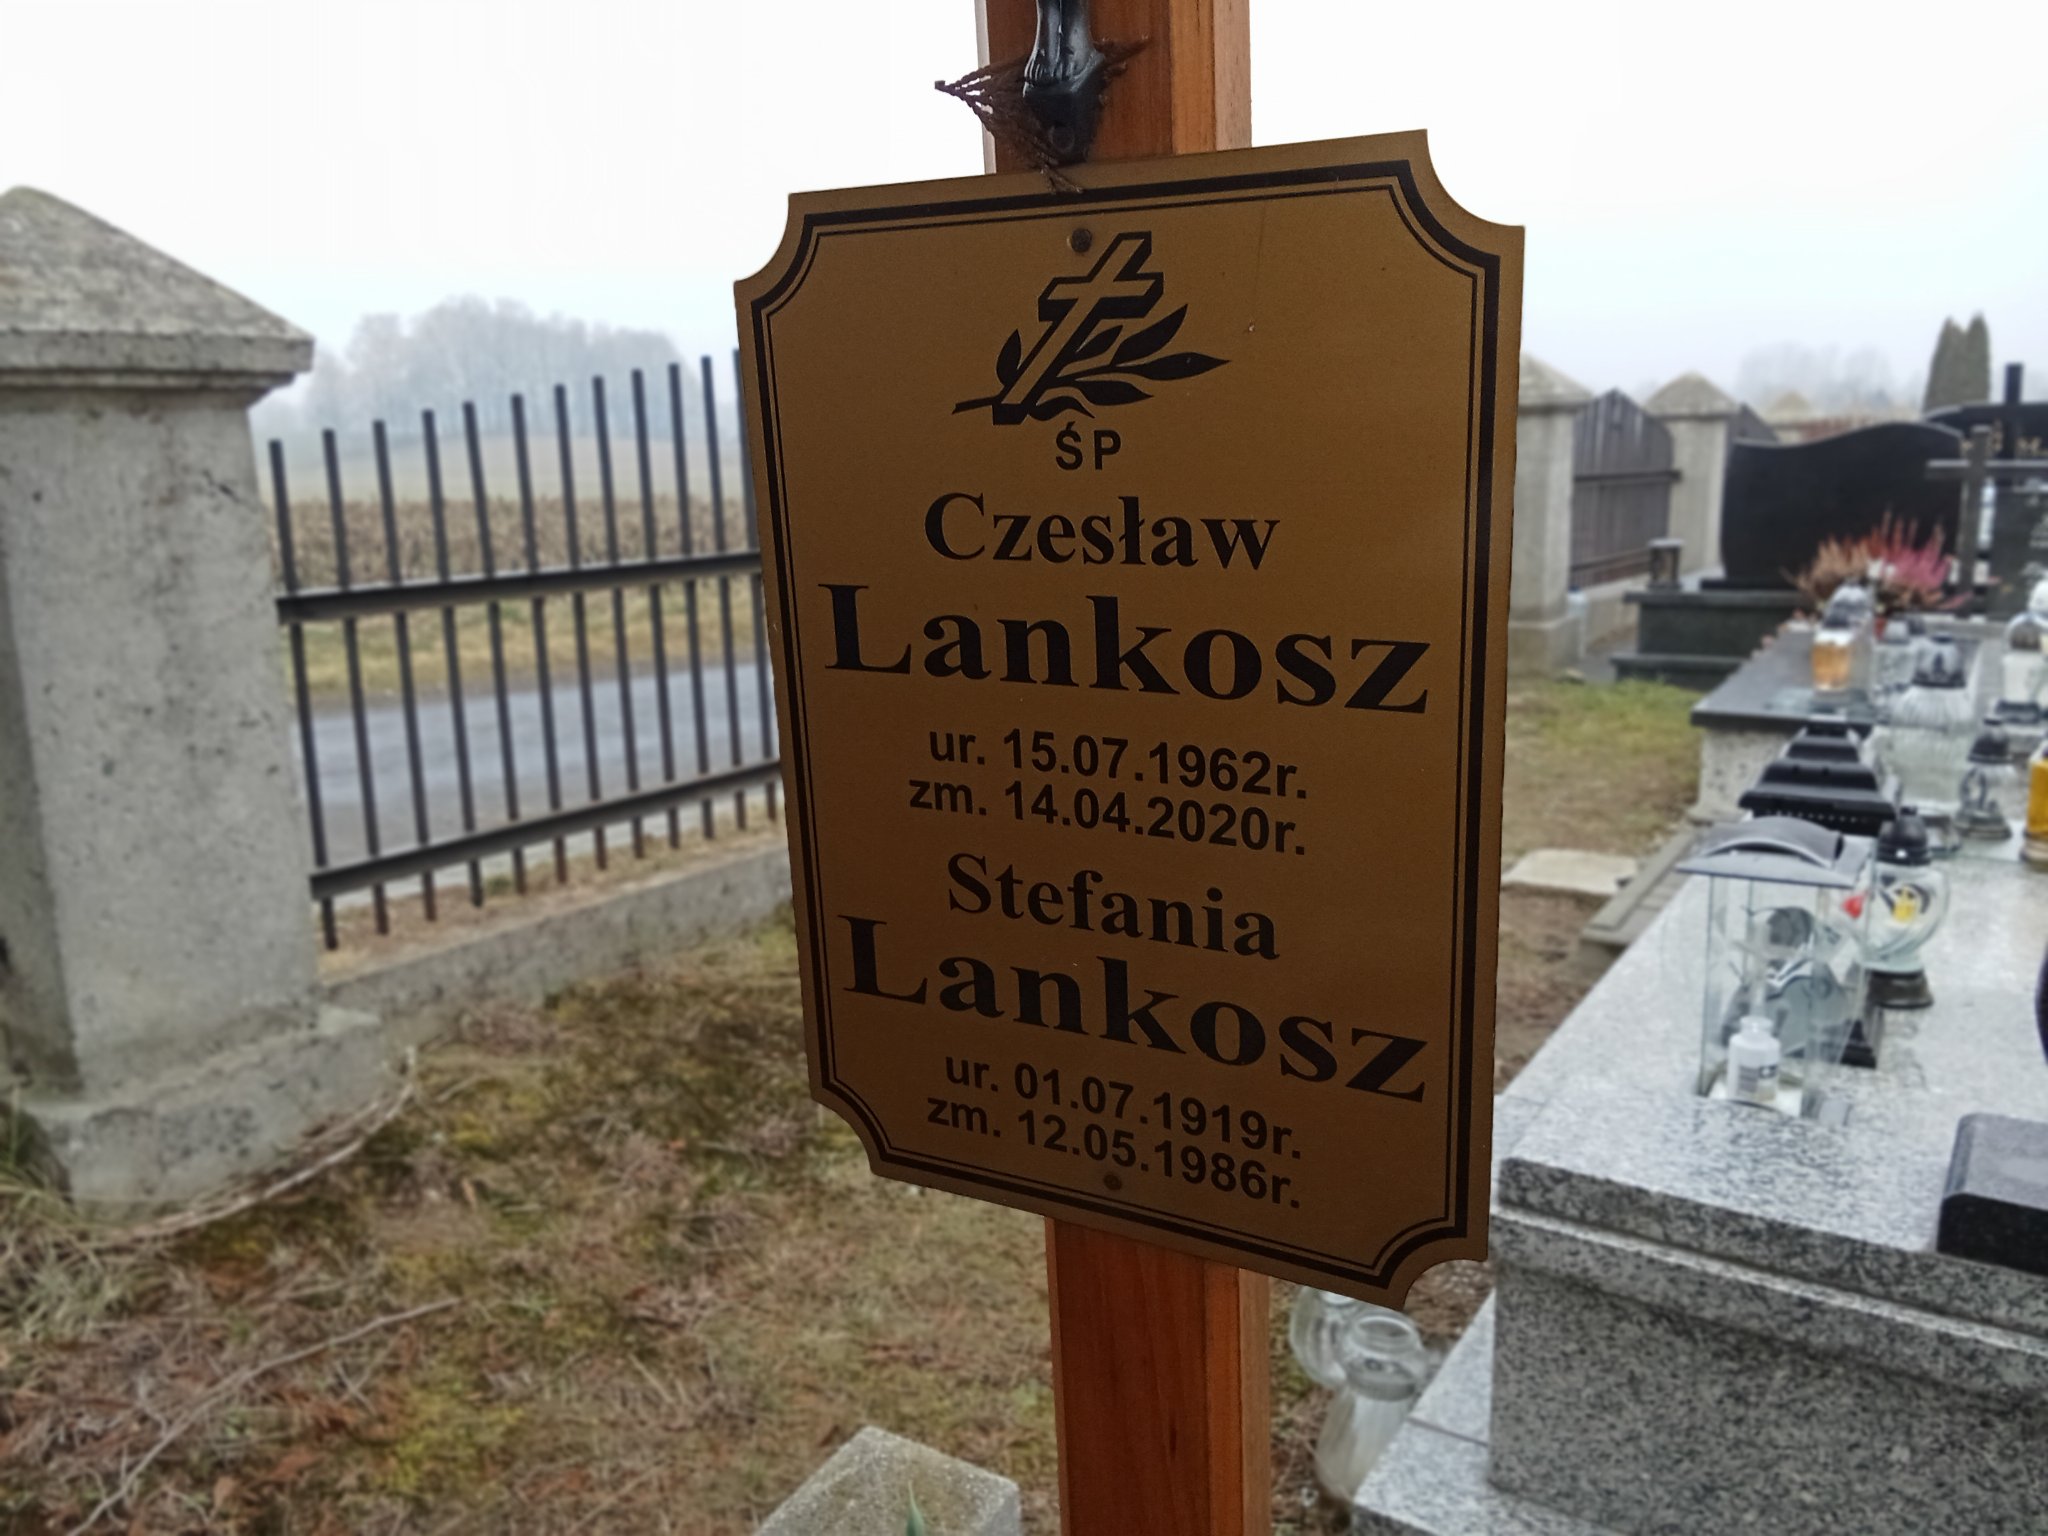 ŚP
Czesław
Lankosz
ur. 15.07.1962r.
zm. 14.04.2020r.
Stefania
Lankosz
ur. 01.07.1919r.
zm. 12.05.1986r.